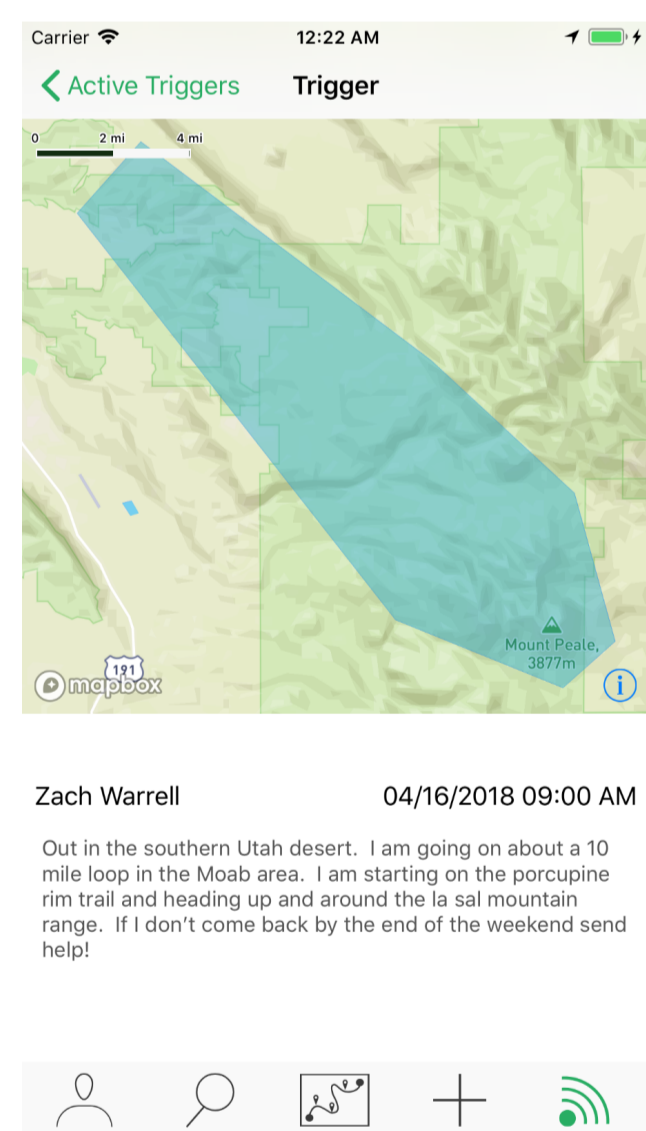 Carrier 12:22 AM
Active Triggers Trigger
0 2 mi 4 mi
Mount Peale,
3877m
191
mapbox
i
Zach Warrell 04/16/2018 09:00 AM
Out in the southern Utah desert.  I am going on about a 10
mile loop in the Moab area.  I am starting on the porcupine
rim trail and heading up and around the la sal mountain
range.  If I don’t come back by the end of the weekend send
help!